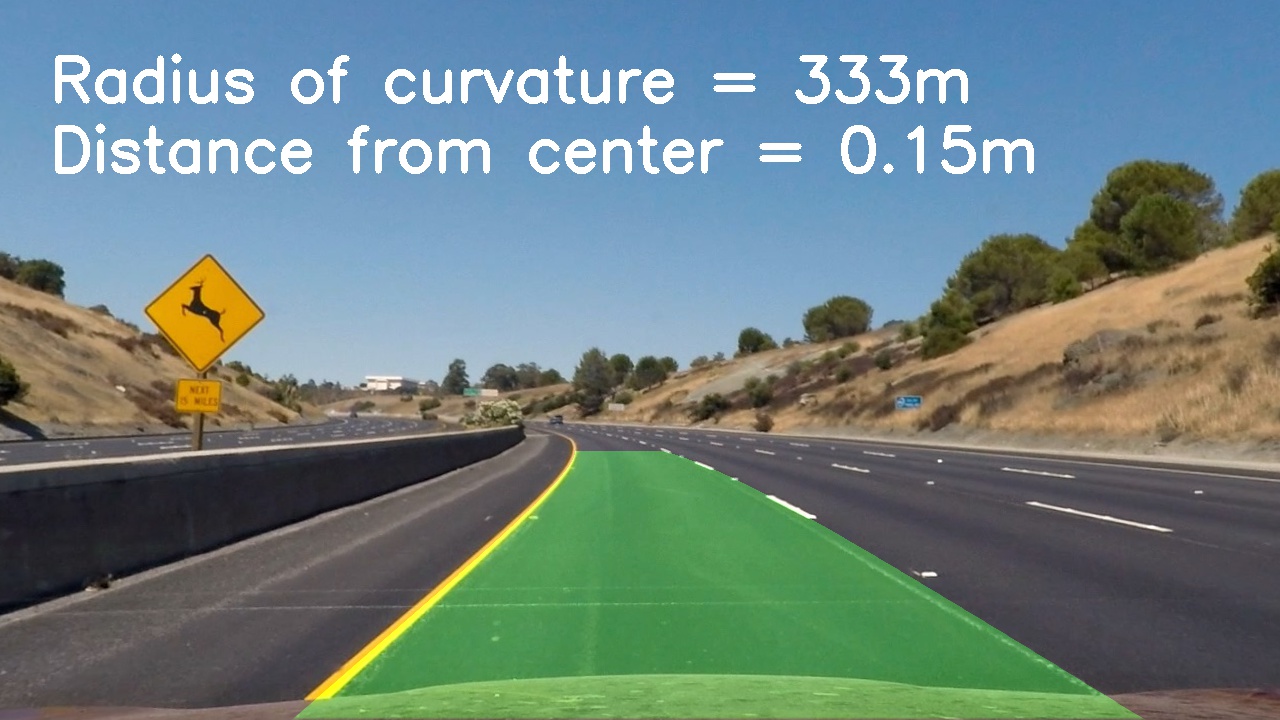 Radius of curvature = 333m
Distance from center = 0.15m
NEXT
15 MILES